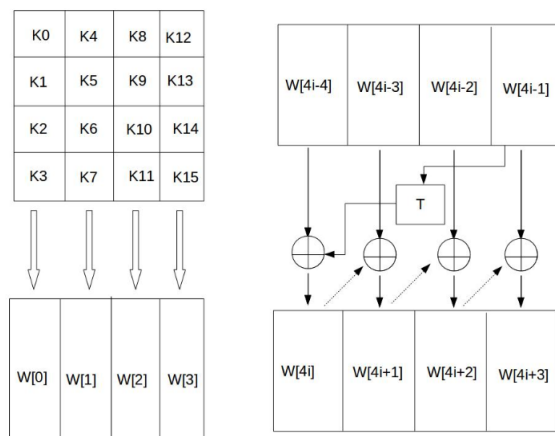 K0 K4 K8 K12
K1 K5 K9 K13
K2 K6 K10 K14
K3 K7 K11 K15
W[0] W[1] W[2] W[3]
W[4i-4] W[4i-3] W[4i-2] W[4i-1]
T
W[4i] W[4i+1] W[4i+2] W[4i+3]